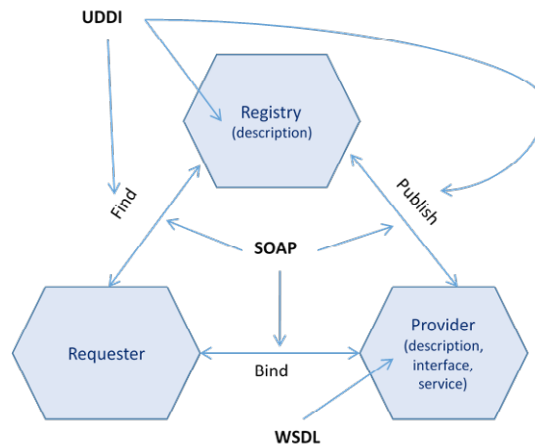 UDDI
Registry
(description)
Find
Publish
SOAP
Requester
Bind
Provider
(description,
interface,
service)
WSDL